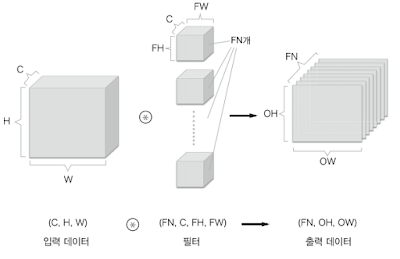 FW
C
FH
FN개
C
H
W
⊛
FN
OH
OW
(C, H, W) ⊛ (FN, C, FH, FW) → (FN, OH, OW)
입력 데이터 필터 출력 데이터